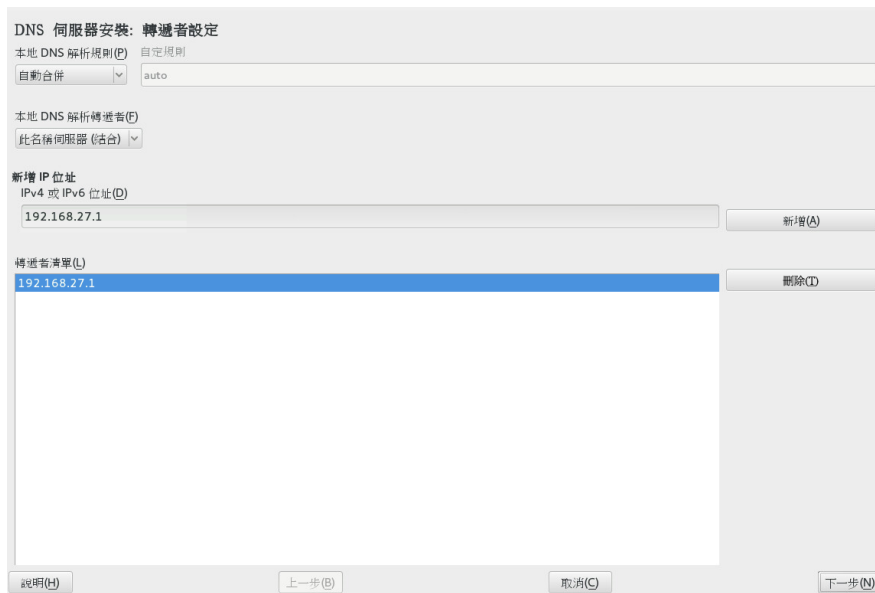 DNS 伺服器安裝: 轉遞者設定
本地 DNS 解析規則(P) 自定規則
自動合併 auto
本地 DNS 解析轉遞者(F)
此名稱伺服器 (結合)
新增 IP 位址
IPv4 或 IPv6 位址(D)
192.168.27.1 新增(A)
轉遞者清單(L)
192.168.27.1 刪除(T)
說明(H) 上一步(B) 取消(C) 下一步(N)